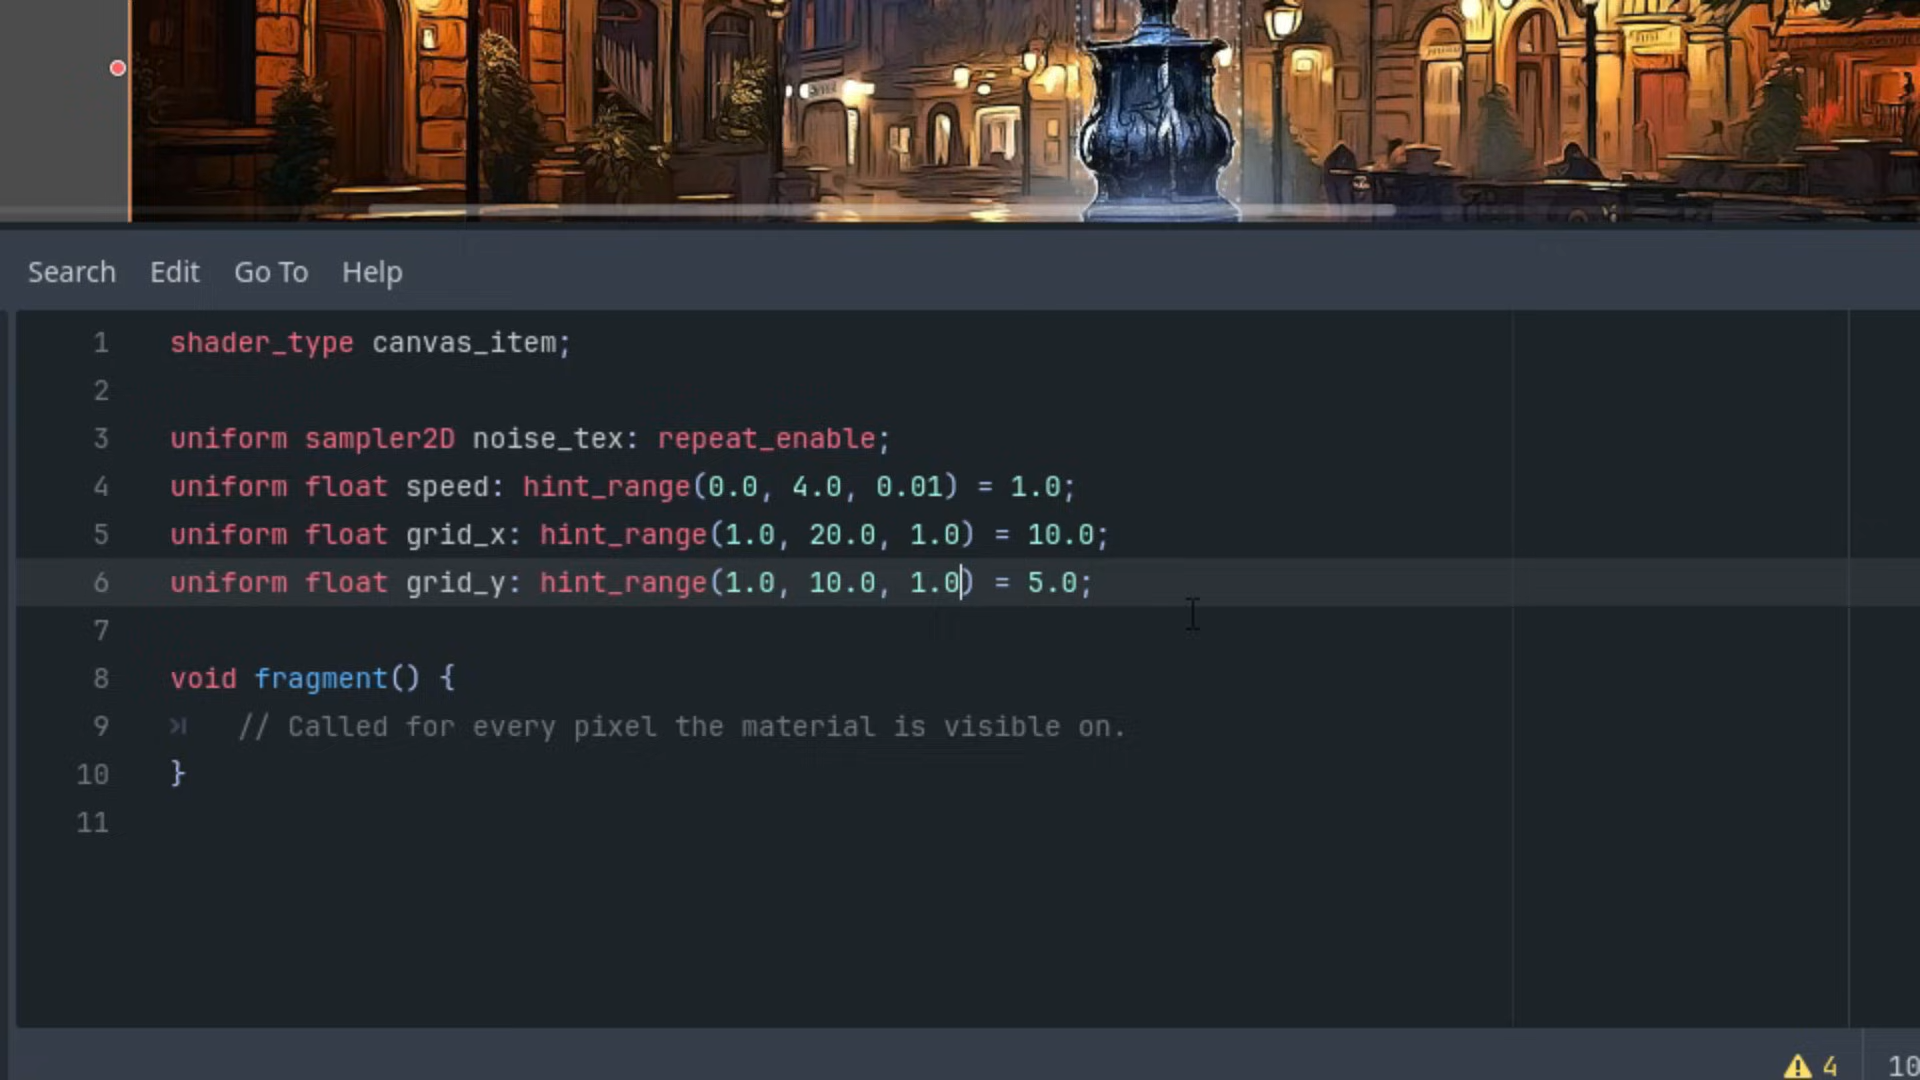 Search Edit Go To Help
1 shader_type canvas_item;
2
3 uniform sampler2D noise_tex: repeat_enable;
4 uniform float speed: hint_range(0.0, 4.0, 0.01) = 1.0;
5 uniform float grid_x: hint_range(1.0, 20.0, 1.0) = 10.0;
6 uniform float grid_y: hint_range(1.0, 10.0, 1.0) = 5.0;
7
8 void fragment() {
9 // Called for every pixel the material is visible on.
10 }
11
4 10